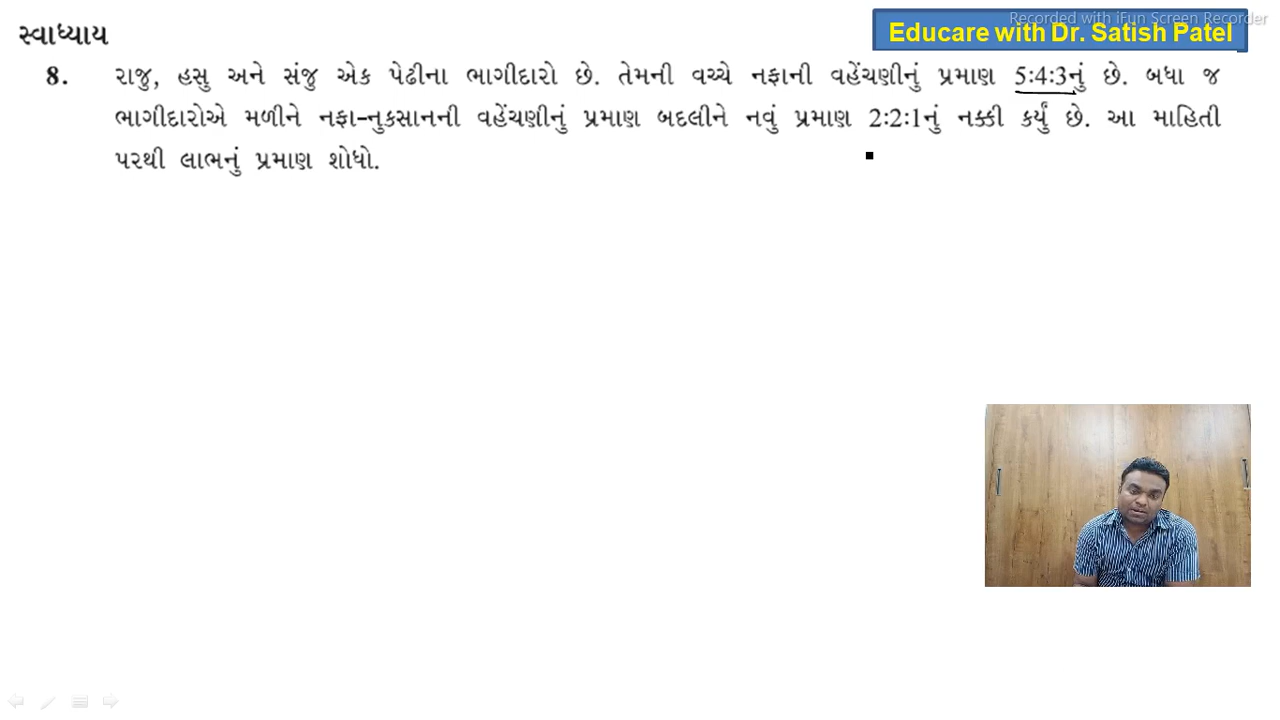 Recorded with iFun Screen Recorder
સ્વાધ્યાય
Educare with Dr. Satish Patel
8. રાજુ, હસુ અને સંજુ એક પેઢીના ભાગીદારો છે. તેમની વચ્ચે નફાની વહેંચણીનું પ્રમાણ 5:4:3નું છે. બધા જ
ભાગીદારોએ મળીને નફા-નુકસાનની વહેંચણીનું પ્રમાણ બદલીને નવું પ્રમાણ 2:2:1નું નક્કી કર્યું છે. આ માહિતી
પરથી લાભનું પ્રમાણ શોધો.